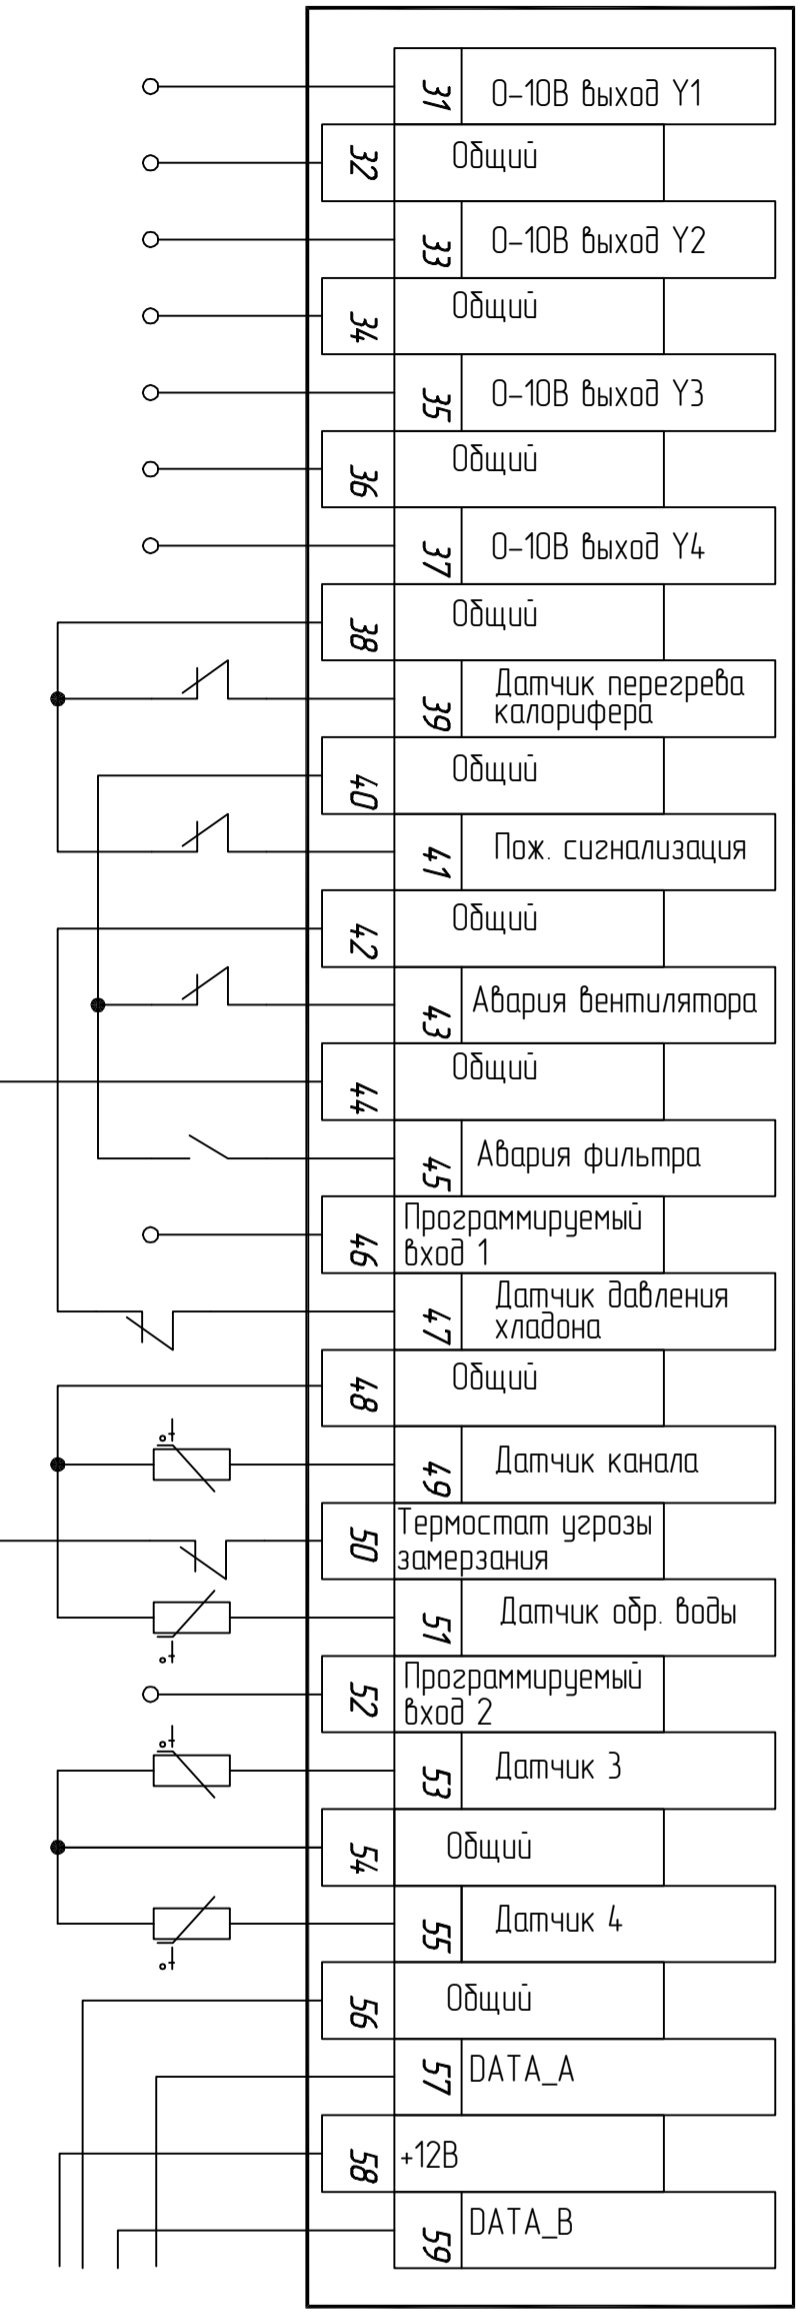 31 0-10В выход Y1
32 Общий
33 0-10В выход Y2
34 Общий
35 0-10В выход Y3
36 Общий
37 0-10В выход Y4
38 Общий
39 Датчик перегрева
калорифера
40 Общий
41 Пож. сигнализация
42 Общий
43 Авария вентилятора
44 Общий
45 Авария фильтра
46 Программируемый
вход 1
47 Датчик давления
хладона
48 Общий
t°
49 Датчик канала
50 Термостат угрозы
замерзания
51 Датчик обр. воды
t°
52 Программируемый
вход 2
t°
53 Датчик 3
54 Общий
55 Датчик 4
t°
56 Общий
57 DATA_A
58 +12В
59 DATA_B